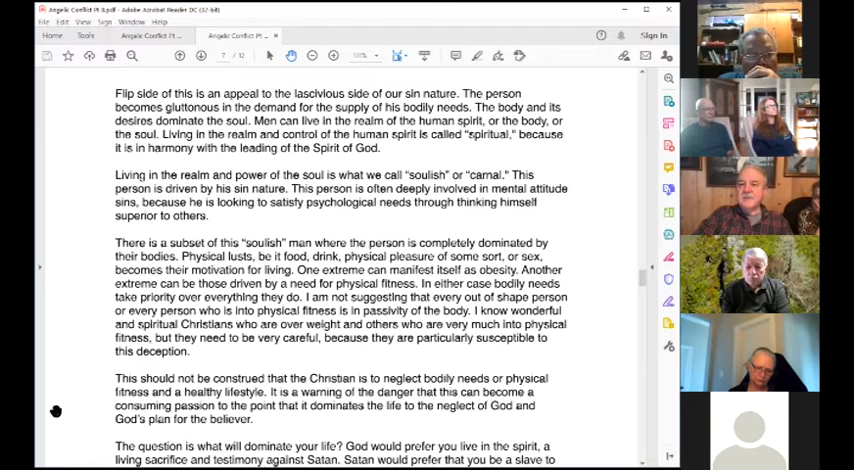 Angelic Conflict Pt 8.pdf - Adobe Acrobat Reader DC (32-bit)
File Edit View Sign Window Help
Home Tools Angelic Conflict Pt ... Angelic Conflict Pt ... × Sign In
7 / 12
Flip side of this is an appeal to the lascivious side of our sin nature. The person
becomes gluttonous in the demand for the supply of his bodily needs. The body and its
desires dominate the soul. Men can live in the realm of the human spirit, or the body, or
the soul. Living in the realm and control of the human spirit is called “spiritual,” because
it is in harmony with the leading of the Spirit of God.
Living in the realm and power of the soul is what we call “soulish” or “carnal.” This
person is driven by his sin nature. This person is often deeply involved in mental attitude
sins, because he is looking to satisfy psychological needs through thinking himself
superior to others.
There is a subset of this “soulish” man where the person is completely dominated by
their bodies. Physical lusts, be it food, drink, physical pleasure of some sort, or sex,
becomes their motivation for living. One extreme can manifest itself as obesity. Another
extreme can be those driven by a need for physical fitness. In either case bodily needs
take priority over everything they do. I am not suggesting that every out of shape person
or every person who is into physical fitness is in passivity of the body. I know wonderful
and spiritual Christians who are over weight and others who are very much into physical
fitness, but they need to be very careful, because they are particularly susceptible to
this deception.
This should not be construed that the Christian is to neglect bodily needs or physical
fitness and a healthy lifestyle. It is a warning of the danger that this can become a
consuming passion to the point that it dominates the life to the neglect of God and
God’s plan for the believer.
The question is what will dominate your life? God would prefer you live in the spirit, a
living sacrifice and testimony against Satan. Satan would prefer that you be a slave to